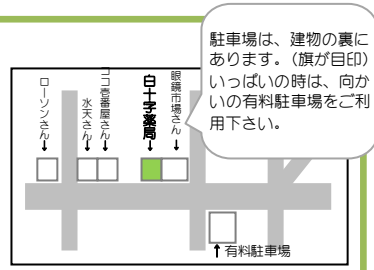 駐車場は、建物の裏に
あります。（旗が目印）
いっぱいの時は、向か
いの有料駐車場をご利
用下さい。
ローソンさん→
水天さん→
ココ壱番屋さん→
白十字薬局→
眼鏡市場さん→
↑有料駐車場